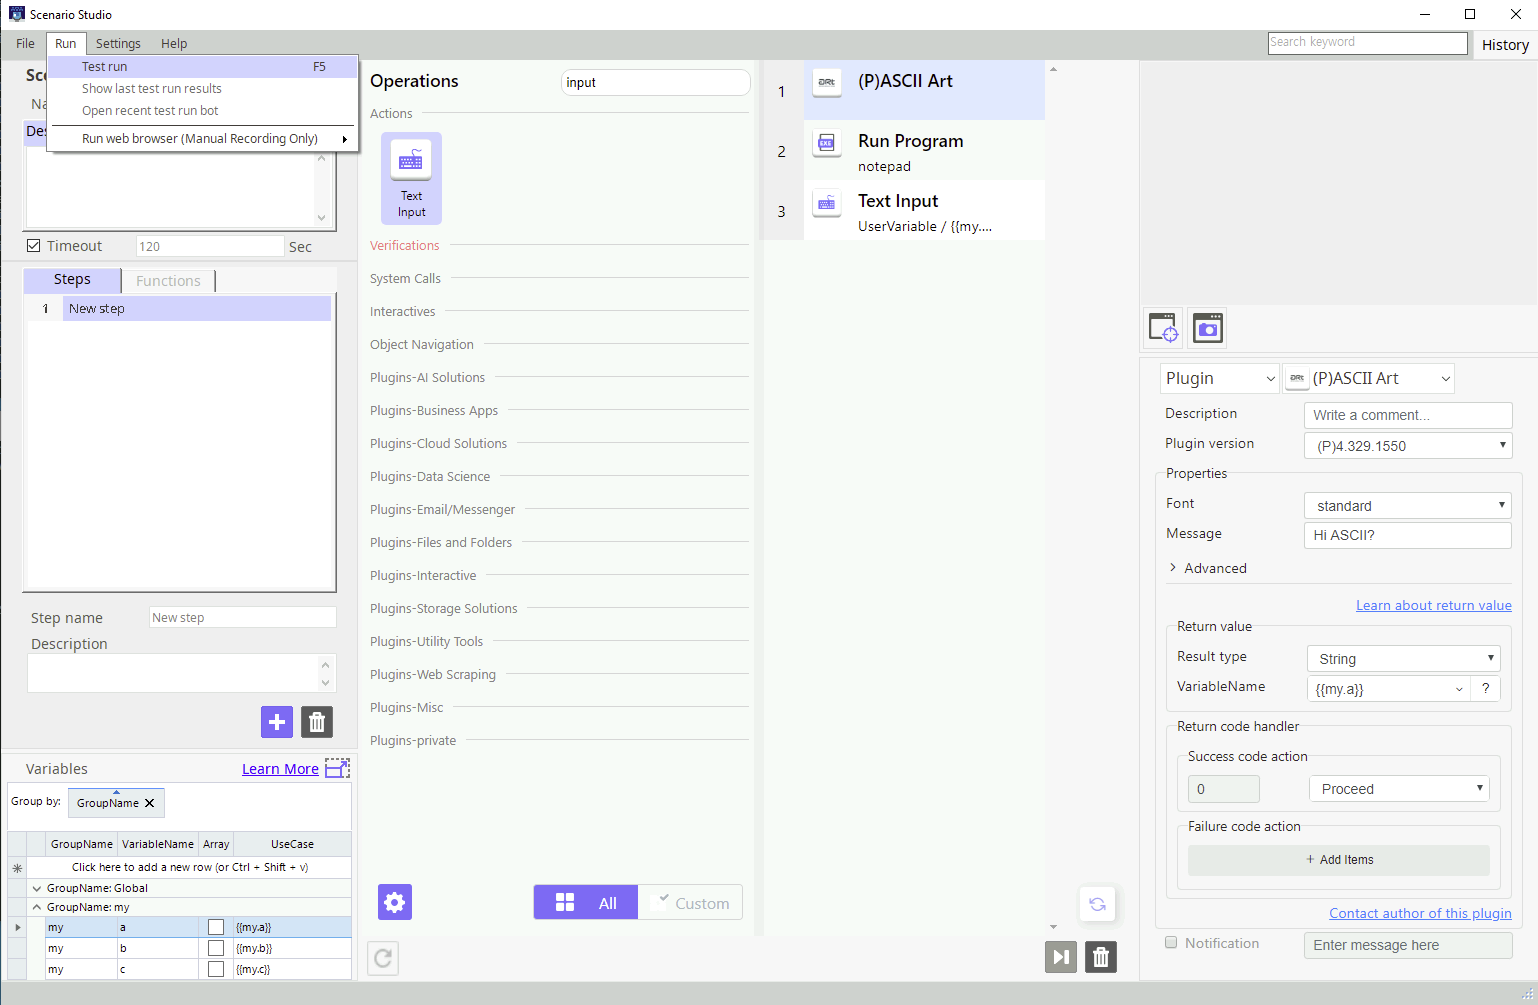 Scenario Studio
File Run Settings Help
Search keyword
History
Test run F5
Show last test run results
Open recent test run bot
Run web browser (Manual Recording Only)
Sce
Na
Des
Timeout 120 Sec
Steps Functions
1 New step
Step name New step
Description
Variables Learn More
Group by: GroupName
GroupName VariableName Array UseCase
Click here to add a new row (or Ctrl + Shift + v)
GroupName: Global
GroupName: my
my a {{my.a}}
my b {{my.b}}
my c {{my.c}}
Operations input
Actions
Text
Input
Verifications
System Calls
Interactives
Object Navigation
Plugins-AI Solutions
Plugins-Business Apps
Plugins-Cloud Solutions
Plugins-Data Science
Plugins-Email/Messenger
Plugins-Files and Folders
Plugins-Interactive
Plugins-Storage Solutions
Plugins-Utility Tools
Plugins-Web Scraping
Plugins-Misc
Plugins-private
All Custom
1 ART (P)ASCII Art
2 EXE Run Program
notepad
3 Text Input
UserVariable / {{my....
Plugin ART (P)ASCII Art
Description Write a comment...
Plugin version (P)4.329.1550
Properties
Font standard
Message Hi ASCII?
Advanced
Learn about return value
Return value
Result type String
VariableName {{my.a}} ?
Return code handler
Success code action
0 Proceed
Failure code action
+ Add Items
Contact author of this plugin
Notification Enter message here